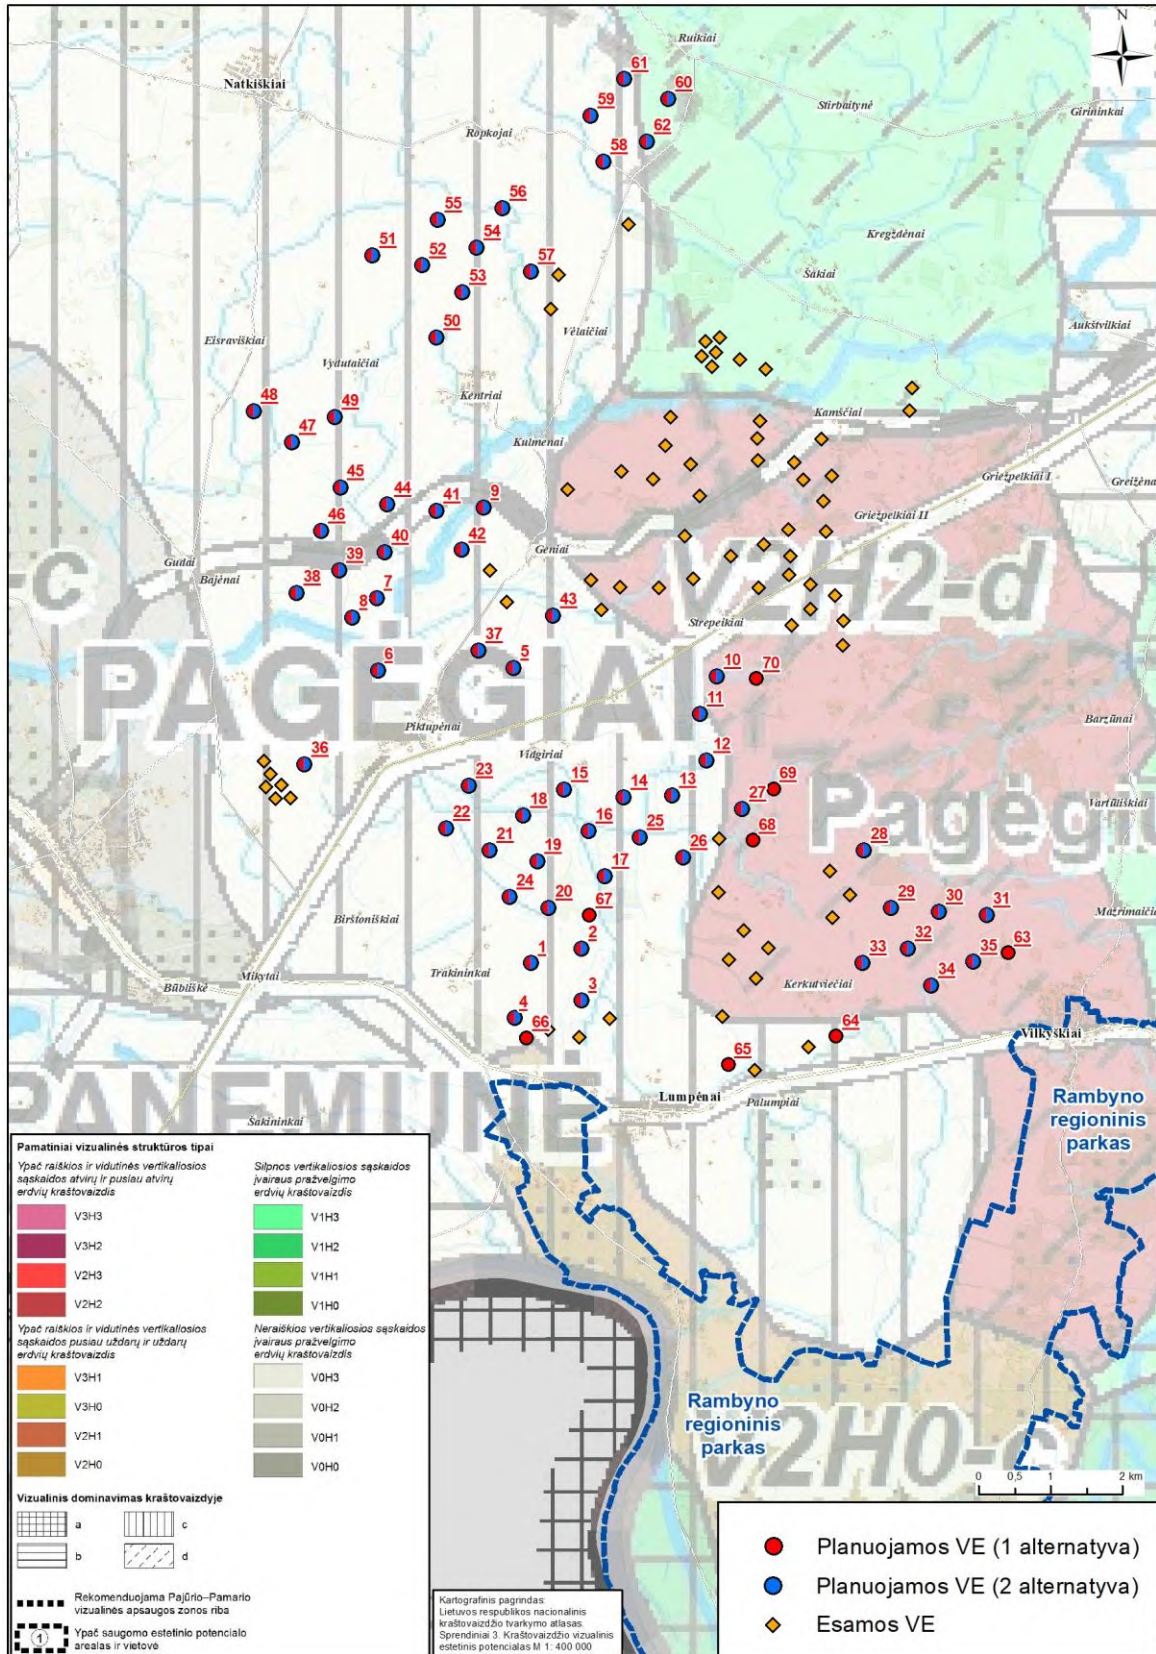 N
Ruikiai
61
60
Natkiškiai
59
Stirbaitynė
Girininkai
Ropkojai
62
58
56
55
54
Kregždėnai
51
52
57
Šakiai
53
Vėlaičiai
Aukštvilkiai
50
Eisraviškiai
Vydutaičiai
Kentriai
48
49
Kamščiai
47
Kulmenai
45
Griežpelkiai I
Greižėna
44
41
9
Griežpelkiai II
46
42
Geniai
40
Gudai
39
Bajėnai
-c
V2H2-d
38
7
8
43
Strepeikiai
37
5
6
10
70
PAGĖGIAI
11
Barzūnai
Piktupėnai
36
Vidgiriai
12
23
15
14
13
69
18
27
Pagėgiu
Vartūliškiai
22
16
25
68
21
28
19
26
17
24
20
29
30
31
67
Birštoniškiai
Mažrimaičiai
2
32
1
63
33
35
Mikytai
Trakininkai
34
Būbliškė
3
Kerkutviečiai
4
66
64
Vilkyškiai
65
PANEMUNĖ
Lumpėnai
Palumpiai
Šakininkai
Rambyno
regioninis
parkas
Rambyno
regioninis
parkas
V2H0-c
0 0,5 1 2 km
Pamatiniai vizualinės struktūros tipai
Ypač raiškios ir vidutinės vertikaliosios
sąskaidos atvirų ir pusiau atvirų
erdvių kraštovaizdis
V3H3
V3H2
V2H3
V2H2
Silpnos vertikaliosios sąskaidos
įvairaus pražvelgimo
erdvių kraštovaizdis
V1H3
V1H2
V1H1
V1H0
Ypač raiškios ir vidutinės vertikaliosios
sąskaidos pusiau uždarų ir uždarų
erdvių kraštovaizdis
V3H1
V3H0
V2H1
V2H0
Neraiškios vertikaliosios sąskaidos
įvairaus pražvelgimo
erdvių kraštovaizdis
V0H3
V0H2
V0H1
V0H0
Vizualinis dominavimas kraštovaizdyje
a
c
b
d
Rekomenduojama Pajūrio–Pamario
vizualinės apsaugos zonos riba
1
Ypač saugomo estetinio potencialo
arealas ir vietovė
Kartografinis pagrindas:
Lietuvos respublikos nacionalinis
kraštovaizdžio tvarkymo atlasas.
Sprendiniai 3. Kraštovaizdžio vizualinis
estetinis potencialas M 1: 400 000
Planuojamos VE (1 alternatyva)
Planuojamos VE (2 alternatyva)
Esamos VE